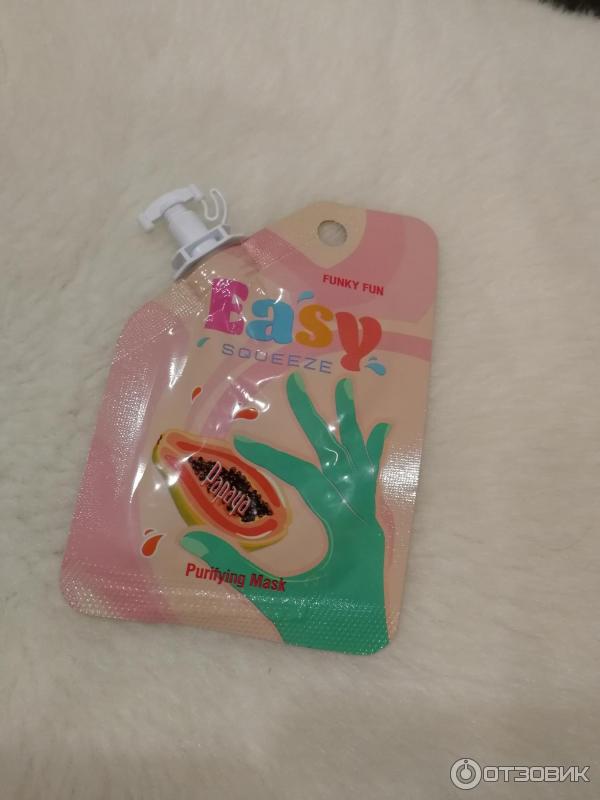 FUNKY FUN
Easy
SQUEEZE
Papaya
Purifying Mask
ОТЗОВИК